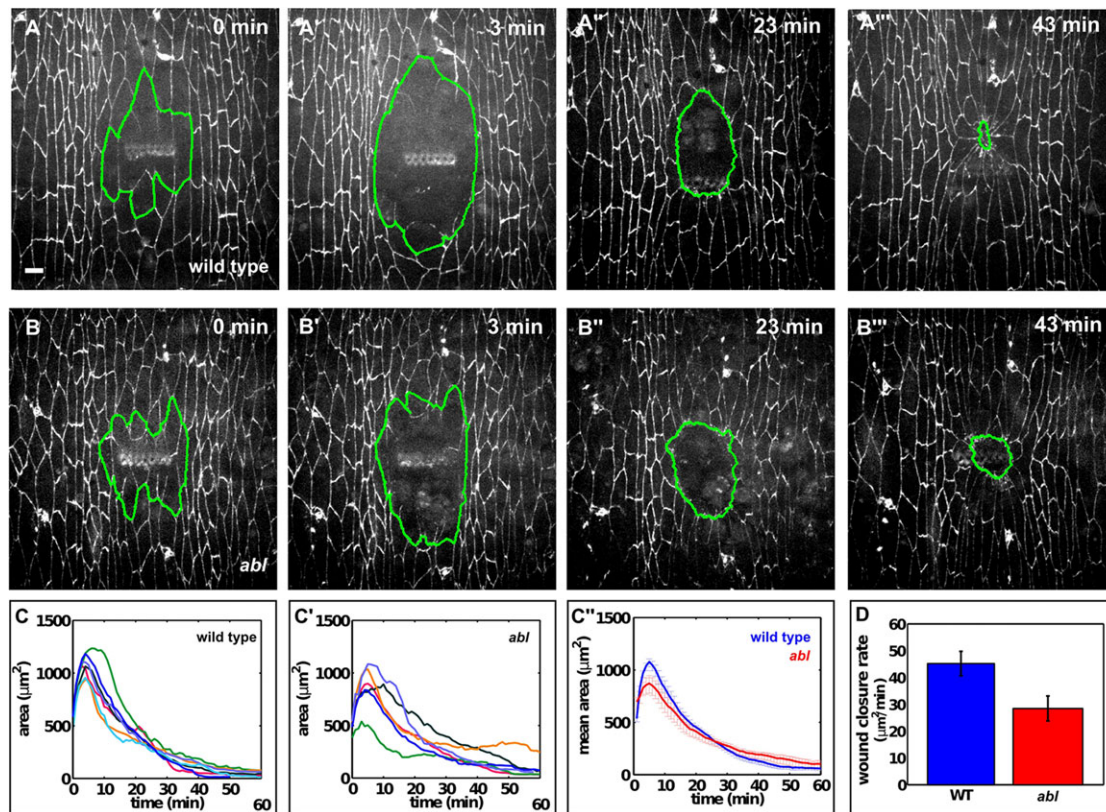 A 0 min
wild type
A' 3 min
A'' 23 min
A''' 43 min
B 0 min
abl
B' 3 min
B'' 23 min
B''' 43 min
C
wild type
area (μm²)
1500
1000
500
0
0 10 20 30 40 50 60
time (min)
C'
abl
area (μm²)
1500
1000
500
0
0 10 20 30 40 50 60
time (min)
C''
wild type
abl
mean area (μm²)
1500
1000
500
0
0 10 20 30 40 50 60
time (min)
D
wound closure rate
(μm²/min)
60
50
40
30
20
10
0
WT abl